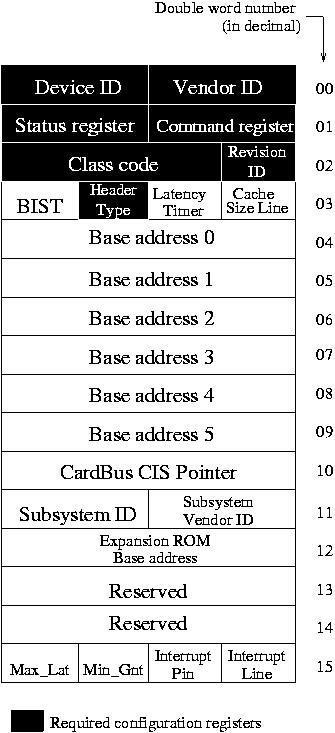 Double word number
(in decimal)
Device ID Vendor ID 00
Status register Command register 01
Class code Revision ID 02
BIST Header Type Latency Timer Cache Size Line 03
Base address 0 04
Base address 1 05
Base address 2 06
Base address 3 07
Base address 4 08
Base address 5 09
CardBus CIS Pointer 10
Subsystem ID Subsystem Vendor ID 11
Expansion ROM
Base address 12
Reserved 13
Reserved 14
Max_Lat Min_Gnt Interrupt Pin Interrupt Line 15
Required configuration registers